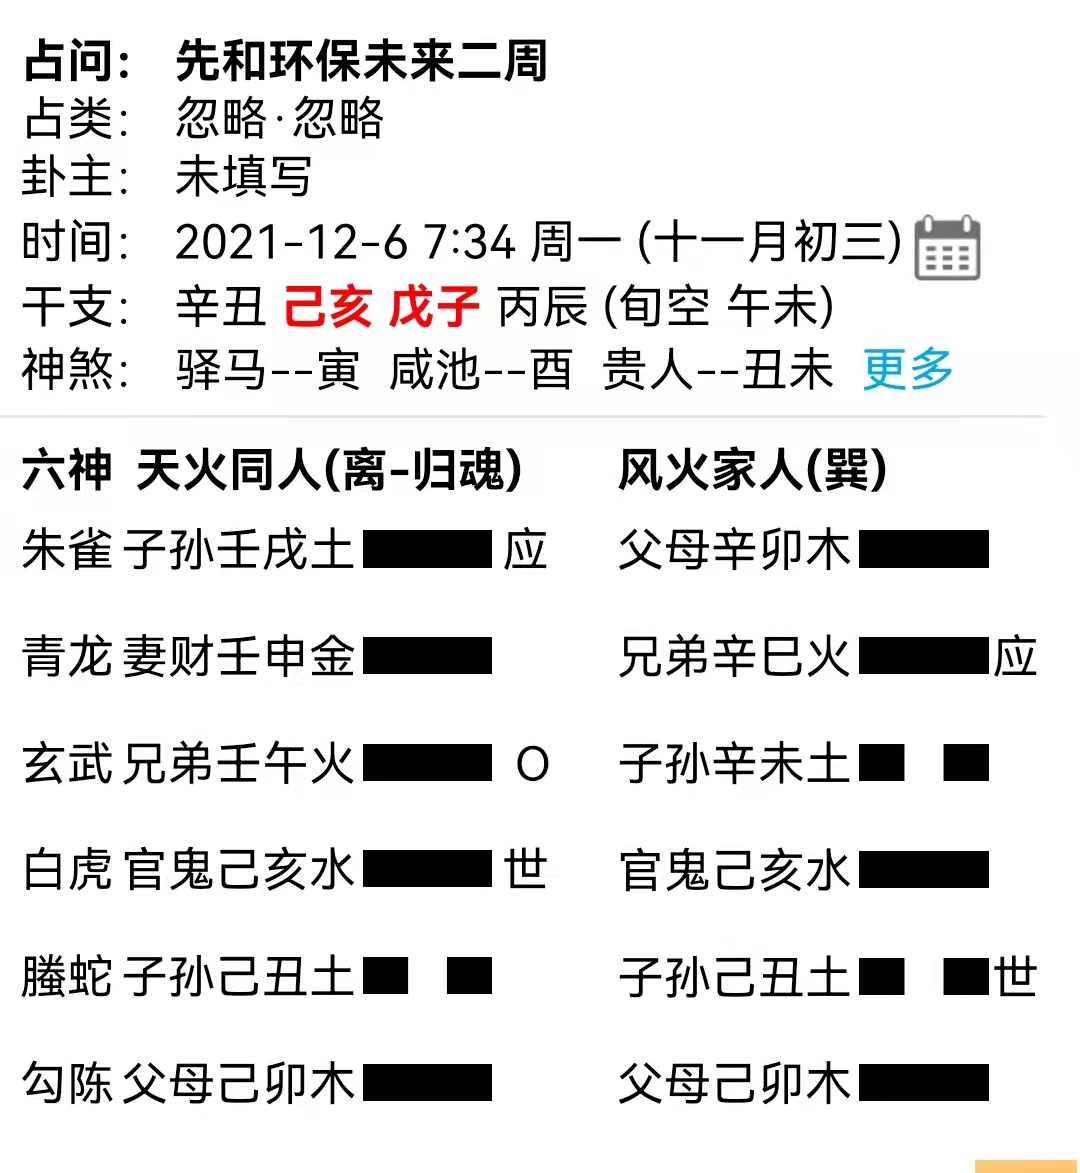 占问： 先和环保未来二周
占类： 忽略·忽略
卦主： 未填写
时间： 2021-12-6 7:34 周一 (十一月初三)
干支： 辛丑 己亥 戊子 丙辰 (旬空 午未)
神煞： 驿马--寅 咸池--酉 贵人--丑未 更多
六神 天火同人(离-归魂) 风火家人(巽)
朱雀 子孙壬戌土 应 父母辛卯木
青龙 妻财壬申金 兄弟辛巳火 应
玄武 兄弟壬午火 O 子孙辛未土
白虎 官鬼己亥水 世 官鬼己亥水
螣蛇 子孙己丑土 子孙己丑土 世
勾陈 父母己卯木 父母己卯木